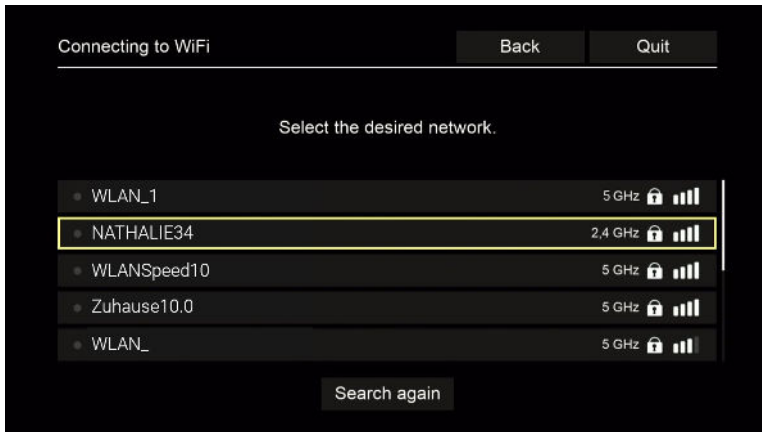 Connecting to WiFi Back Quit
Select the desired network.
WLAN_1 5 GHz
NATHALIE34 2,4 GHz
WLANSpeed10 5 GHz
Zuhause10.0 5 GHz
WLAN_ 5 GHz
Search again